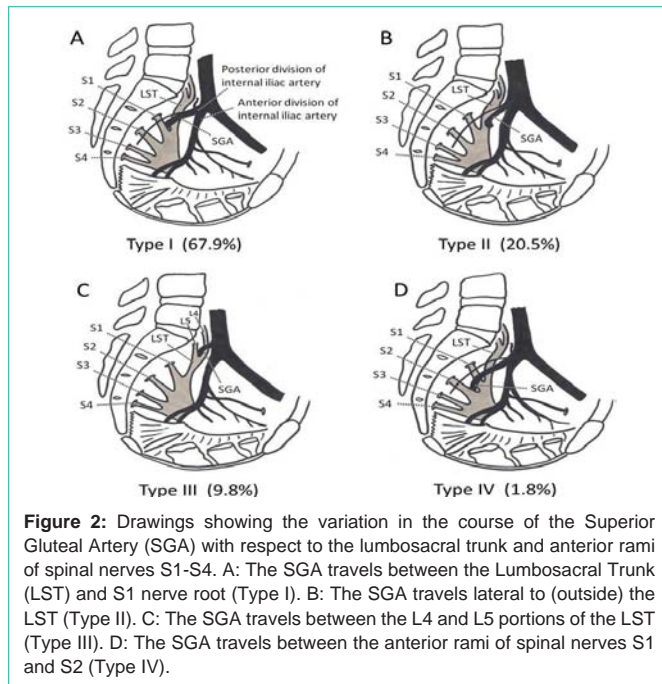 A
S1
S2
S3
S4
LST
Posterior division of
internal iliac artery
Anterior division of
internal iliac artery
SGA
Type I (67.9%)
B
S1
S2
S3
S4
LST
SGA
Type II (20.5%)
C
S1
S2
S3
S4
L4
L5
LST
SGA
Type III (9.8%)
D
S1
S2
S3
S4
LST
SGA
Type IV (1.8%)
Figure 2: Drawings showing the variation in the course of the Superior
Gluteal Artery (SGA) with respect to the lumbosacral trunk and anterior rami
of spinal nerves S1-S4. A: The SGA travels between the Lumbosacral Trunk
(LST) and S1 nerve root (Type I). B: The SGA travels lateral to (outside) the
LST (Type II). C: The SGA travels between the L4 and L5 portions of the LST
(Type III). D: The SGA travels between the anterior rami of spinal nerves S1
and S2 (Type IV).